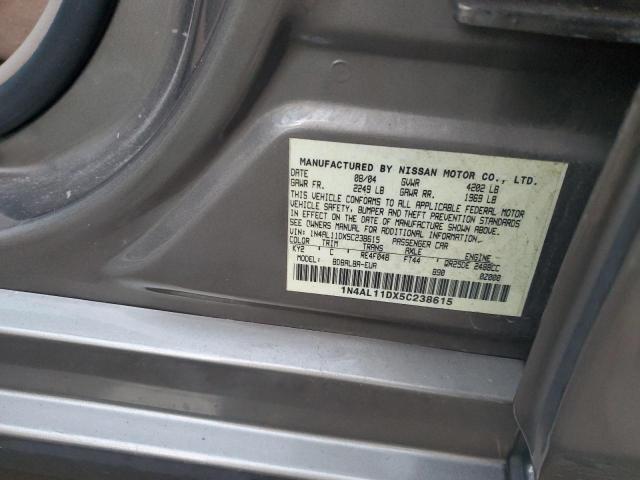 MANUFACTURED BY NISSAN MOTOR CO., LTD.
DATE 08/04 GVWR 4202 LB
GAWR FR. 2249 LB GAWR RR. 1969 LB
THIS VEHICLE CONFORMS TO ALL APPLICABLE FEDERAL MOTOR
VEHICLE SAFETY, BUMPER AND THEFT PREVENTION STANDARDS
IN EFFECT ON THE DATE OF MANUFACTURE SHOWN ABOVE.
SEE OWNERS MANUAL FOR ADDITIONAL INFORMATION
VIN: 1N4AL11DX5C238615 PASSENGER CAR
COLOR TRIM TRANS AXLE ENGINE
KY2 C RE4F04B FT44 QR25DE 2488CC
MODEL: BDBALBA-EUA 890 02000
1N4AL11DX5C238615